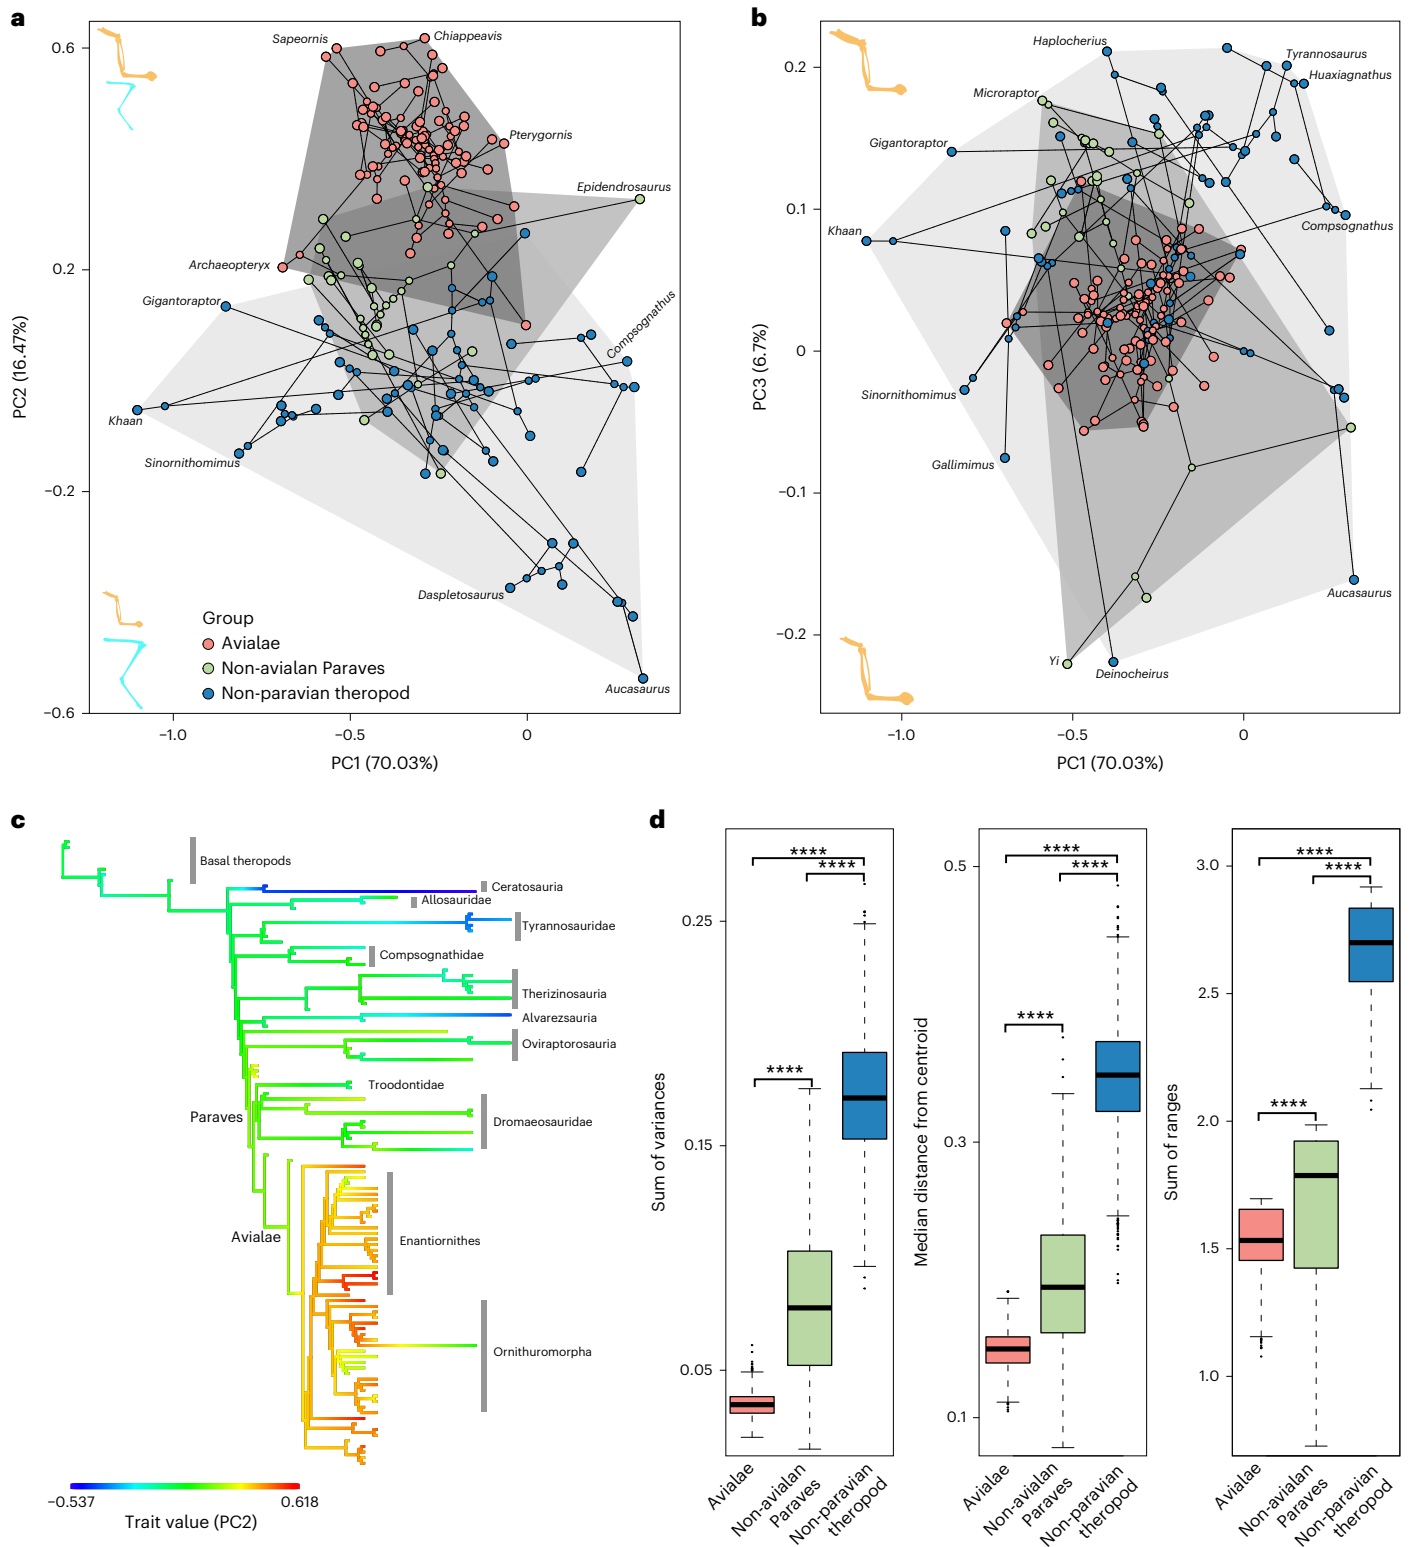 a
b
Sapeornis
Chiappeavis
Pterygornis
Epidendrosaurus
Archaeopteryx
Gigantoraptor
Compsognathus
Khaan
Sinornithomimus
Daspletosaurus
Aucasaurus
Group
Avialae
Non-avialan Paraves
Non-paravian theropod
0.6
0.2
−0.2
−0.6
PC2 (16.47%)
−1.0
−0.5
0
PC1 (70.03%)
Haplocherius
Tyrannosaurus
Huaxiagnathus
Microraptor
Gigantoraptor
Khaan
Compsognathus
Sinornithomimus
Gallimimus
Aucasaurus
Yi
Deinocheirus
0.2
0.1
0
−0.1
−0.2
PC3 (6.7%)
−1.0
−0.5
0
PC1 (70.03%)
c
Basal theropods
Ceratosauria
Allosauridae
Tyrannosauridae
Compsognathidae
Therizinosauria
Alvarezsauria
Oviraptorosauria
Troodontidae
Paraves
Dromaeosauridae
Avialae
Enantiornithes
Ornithuromorpha
−0.537
0.618
Trait value (PC2)
d
****
****
****
0.25
0.15
0.05
Sum of variances
Avialae
Non-avialan
Paraves
Non-paravian
theropod
****
****
****
0.5
0.3
0.1
Median distance from centroid
Avialae
Non-avialan
Paraves
Non-paravian
theropod
****
****
****
3.0
2.5
2.0
1.5
1.0
Sum of ranges
Avialae
Non-avialan
Paraves
Non-paravian
theropod